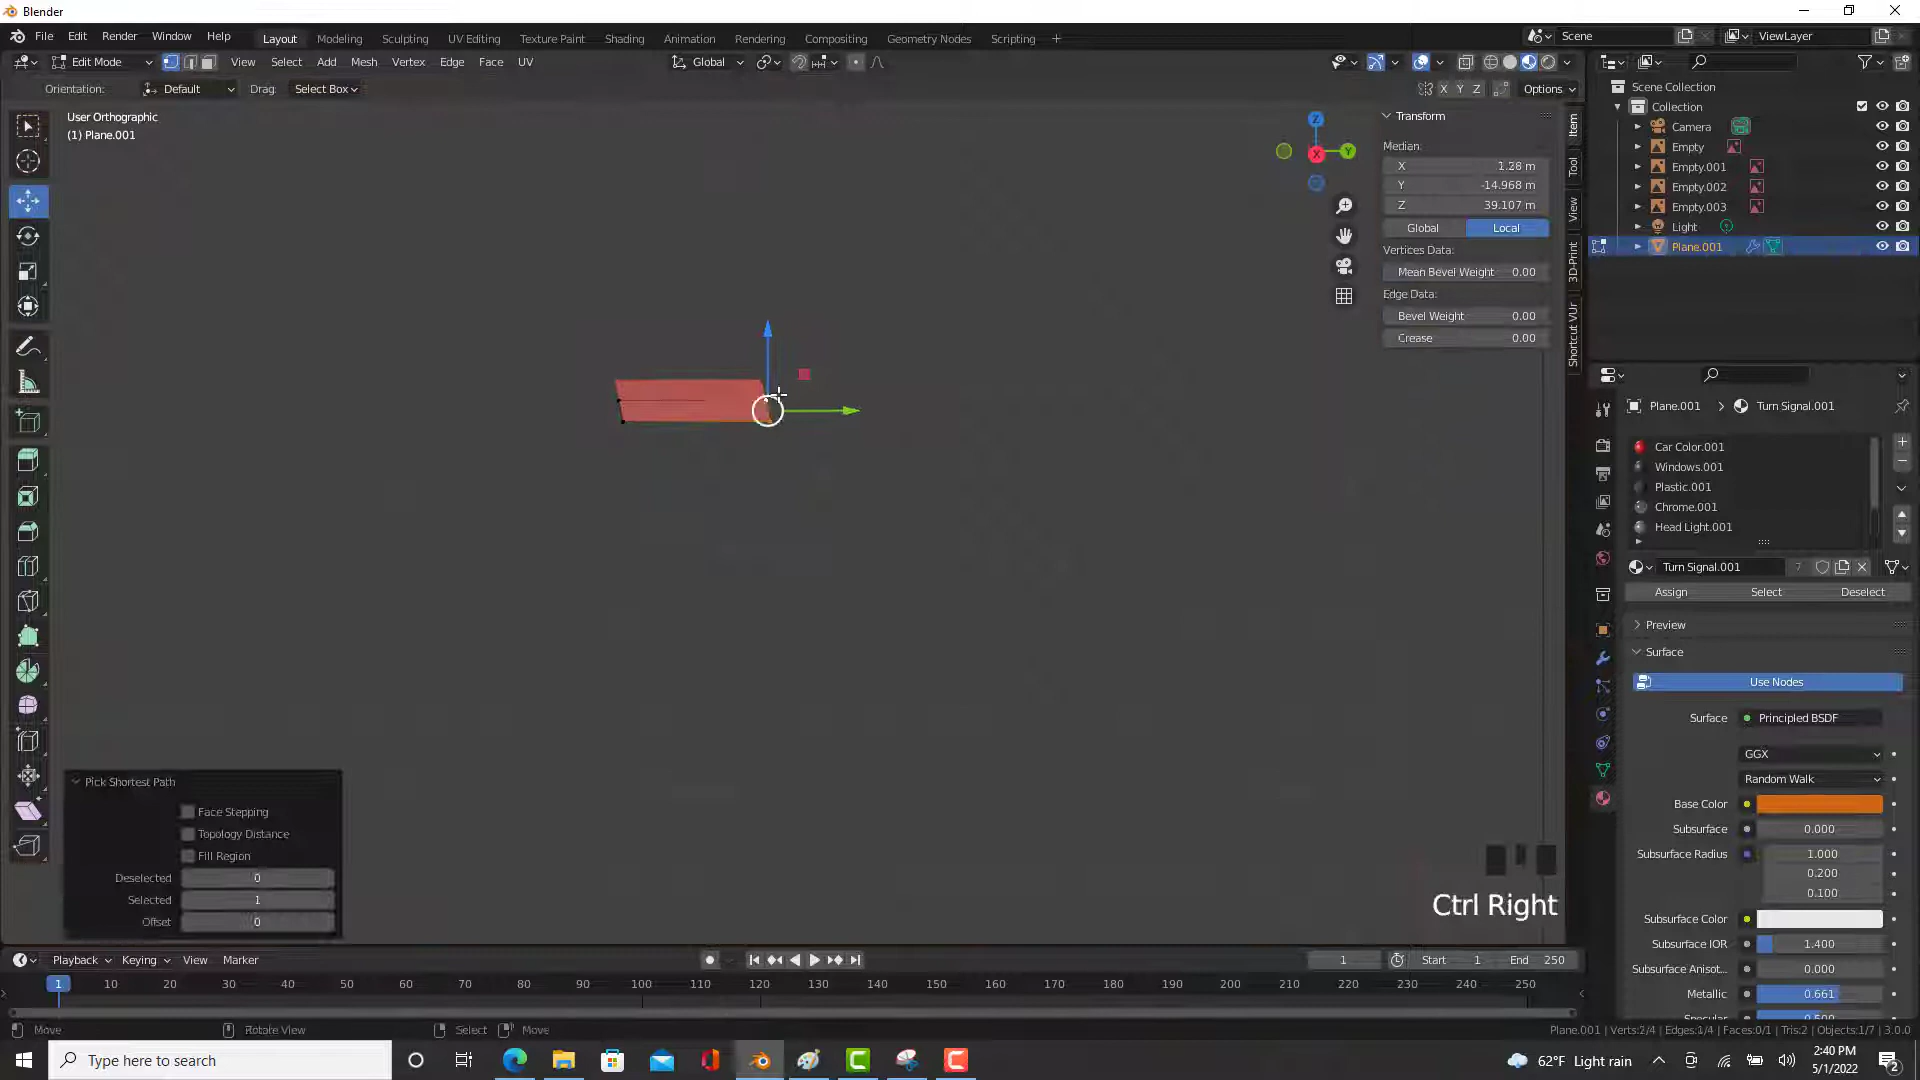 Blender
File Edit Render Window Help Layout Modeling Sculpting UV Editing Texture Paint Shading Animation Rendering Compositing Geometry Nodes Scripting + Scene ViewLayer
Edit Mode View Select Add Mesh Vertex Edge Face UV Global
Orientation: Default Drag: Select Box X Y Z Options
User Orthographic
(1) Plane.001
Z
X
Y
Transform
Median:
X 1.28 m
Y -14.968 m
Z 39.107 m
Global Local
Vertices Data:
Mean Bevel Weight 0.00
Edge Data:
Bevel Weight 0.00
Crease 0.00
Item
Tool
View
3D-Print
Shortcut VUr
Scene Collection
Collection
Camera
Empty
Empty.001
Empty.002
Empty.003
Light
Plane.001
Plane.001 > Turn Signal.001
Car Color.001
Windows.001
Plastic.001
Chrome.001
Head Light.001
Turn Signal.001 7
Assign Select Deselect
Preview
Surface
Use Nodes
Surface Principled BSDF
GGX
Random Walk
Base Color
Subsurface 0.000
Subsurface Radius 1.000
0.200
0.100
Subsurface Color
Subsurface IOR 1.400
Subsurface Anisot... 0.000
Metallic 0.661
Pick Shortest Path
Face Stepping
Topology Distance
Fill Region
Deselected 0
Selected 1
Offset 0
Ctrl Right
Playback Keying View Marker 1 Start 1 End 250
1 10 20 30 40 50 60 70 80 90 100 110 120 130 140 150 160 170 180 190 200 210 220 230 240 250
Move Rotate View Select Move Plane.001 | Verts:2/4 | Edges:1/4 | Faces:0/1 | Tris:2 | Objects:1/7 | 3.0.0
Type here to search 62°F Light rain 2:40 PM
5/1/2022 2